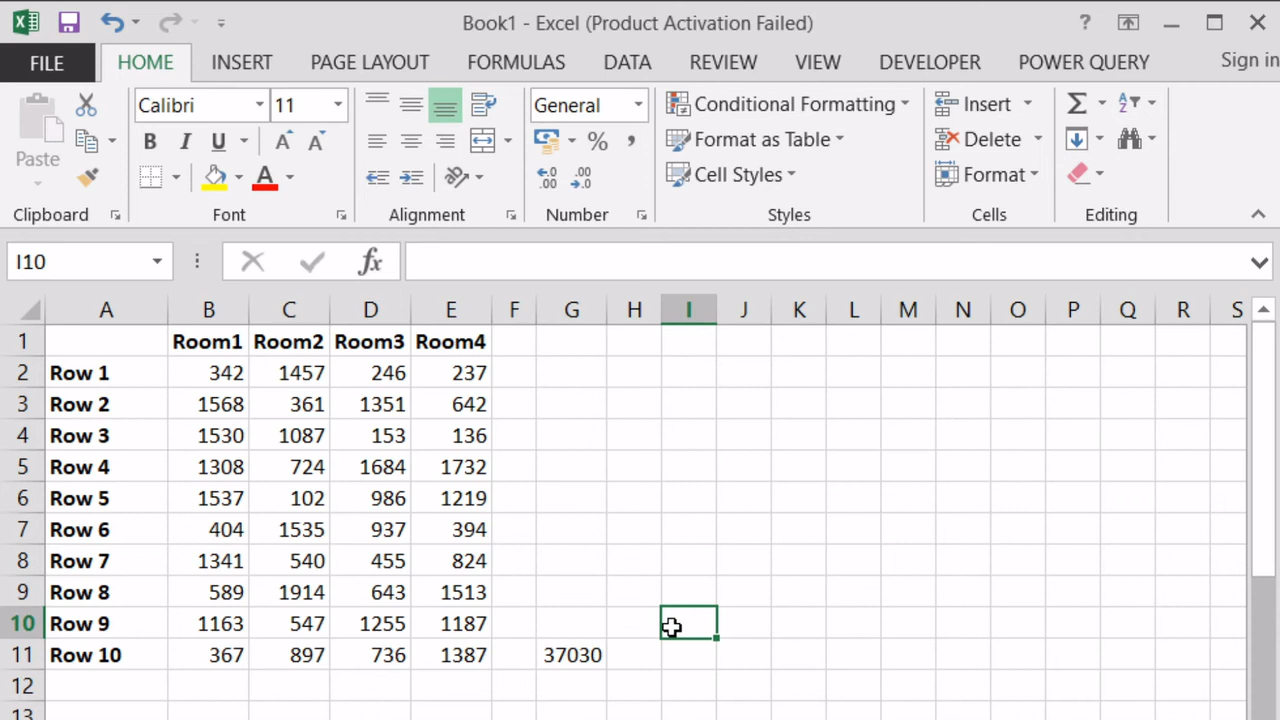 Book1 - Excel (Product Activation Failed)
FILE HOME INSERT PAGE LAYOUT FORMULAS DATA REVIEW VIEW DEVELOPER POWER QUERY Sign in
Paste
Calibri 11
B I U A A
A
General
% ,
.00 .00
Conditional Formatting
Format as Table
Cell Styles
Insert
Delete
Format
Clipboard Font Alignment Number Styles Cells Editing
I10 fx
A B C D E F G H I J K L M N O P Q R S
1 Room1 Room2 Room3 Room4
2 Row 1 342 1457 246 237
3 Row 2 1568 361 1351 642
4 Row 3 1530 1087 153 136
5 Row 4 1308 724 1684 1732
6 Row 5 1537 102 986 1219
7 Row 6 404 1535 937 394
8 Row 7 1341 540 455 824
9 Row 8 589 1914 643 1513
10 Row 9 1163 547 1255 1187
11 Row 10 367 897 736 1387 37030
12
13